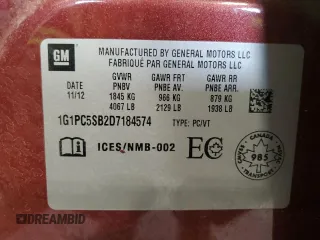 GM
MANUFACTURED BY GENERAL MOTORS LLC
FABRIQUÉ PAR GENERAL MOTORS LLC
GVWR GAWR FRT GAWR RR
DATE PNBV PNBE AV. PNBE ARR.
11/12 1845 KG 966 KG 879 KG
4067 LB 2129 LB 1938 LB
1G1PC5SB2D7184574 TYPE: PC/VT
ICES/NMB-002 EC
CANADA
985
DREAMBID